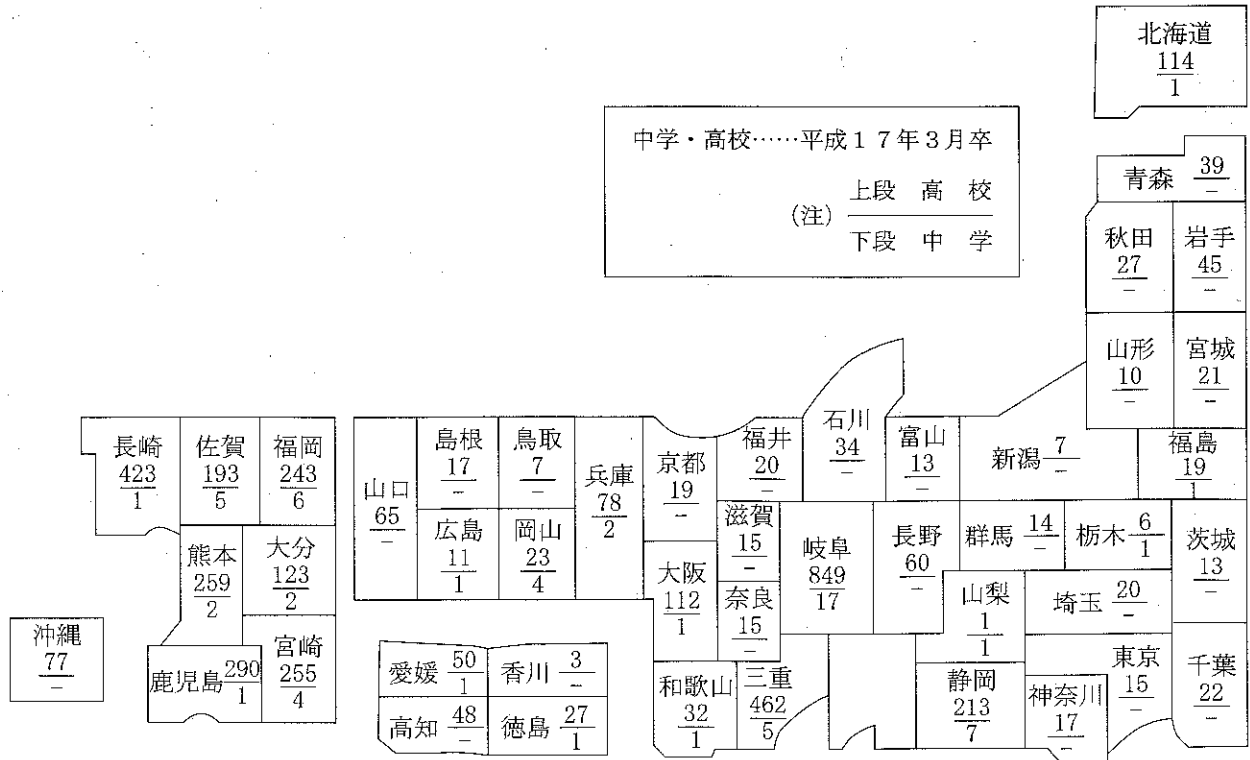 北海道
114
1
中学・高校……平成１７年３月卒
(注) 上段 高 校
下段 中 学
青森 39
–
秋田
27
–
岩手
45
–
山形
10
–
宮城
21
–
長崎
423
1
佐賀
193
5
福岡
243
6
山口
65
–
島根
17
–
鳥取
7
–
兵庫
78
2
京都
19
–
福井
20
–
石川
34
–
富山
13
–
新潟 7
–
福島
19
1
熊本
259
2
大分
123
2
広島
11
1
岡山
23
4
大阪
112
1
滋賀
15
–
奈良
15
–
岐阜
849
17
長野
60
–
群馬 14
–
栃木 6
1
茨城
13
–
山梨
1
1
埼玉 20
–
沖縄
77
–
鹿児島 290
1
宮崎
255
4
愛媛 50
1
香川 3
–
高知 48
–
徳島 27
1
和歌山
32
1
三重
462
5
静岡
213
7
神奈川
17
–
東京
15
–
千葉
22
–